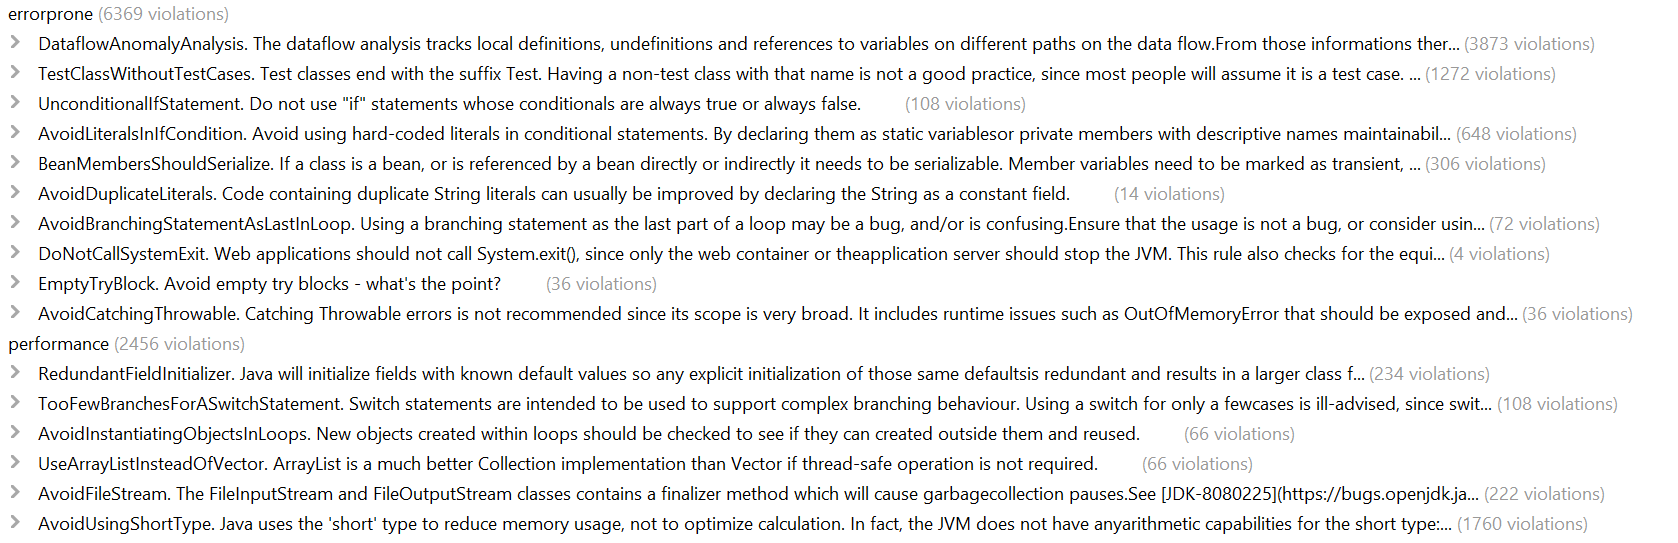 errorprone (6369 violations)
DataflowAnomalyAnalysis. The dataflow analysis tracks local definitions, undefinitions and references to variables on different paths on the data flow.From those informations ther... (3873 violations)
TestClassWithoutTestCases. Test classes end with the suffix Test. Having a non-test class with that name is not a good practice, since most people will assume it is a test case. ... (1272 violations)
UnconditionalIfStatement. Do not use "if" statements whose conditionals are always true or always false. (108 violations)
AvoidLiteralsInIfCondition. Avoid using hard-coded literals in conditional statements. By declaring them as static variablesor private members with descriptive names maintainabil... (648 violations)
BeanMembersShouldSerialize. If a class is a bean, or is referenced by a bean directly or indirectly it needs to be serializable. Member variables need to be marked as transient, ... (306 violations)
AvoidDuplicateLiterals. Code containing duplicate String literals can usually be improved by declaring the String as a constant field. (14 violations)
AvoidBranchingStatementAsLastInLoop. Using a branching statement as the last part of a loop may be a bug, and/or is confusing.Ensure that the usage is not a bug, or consider usin... (72 violations)
DoNotCallSystemExit. Web applications should not call System.exit(), since only the web container or theapplication server should stop the JVM. This rule also checks for the equi... (4 violations)
EmptyTryBlock. Avoid empty try blocks - what's the point? (36 violations)
AvoidCatchingThrowable. Catching Throwable errors is not recommended since its scope is very broad. It includes runtime issues such as OutOfMemoryError that should be exposed and... (36 violations)
performance (2456 violations)
RedundantFieldInitializer. Java will initialize fields with known default values so any explicit initialization of those same defaultsis redundant and results in a larger class f... (234 violations)
TooFewBranchesForASwitchStatement. Switch statements are intended to be used to support complex branching behaviour. Using a switch for only a fewcases is ill-advised, since swit... (108 violations)
AvoidInstantiatingObjectsInLoops. New objects created within loops should be checked to see if they can created outside them and reused. (66 violations)
UseArrayListInsteadOfVector. ArrayList is a much better Collection implementation than Vector if thread-safe operation is not required. (66 violations)
AvoidFileStream. The FileInputStream and FileOutputStream classes contains a finalizer method which will cause garbagecollection pauses.See [JDK-8080225](https://bugs.openjdk.ja... (222 violations)
AvoidUsingShortType. Java uses the 'short' type to reduce memory usage, not to optimize calculation. In fact, the JVM does not have anyarithmetic capabilities for the short type:... (1760 violations)